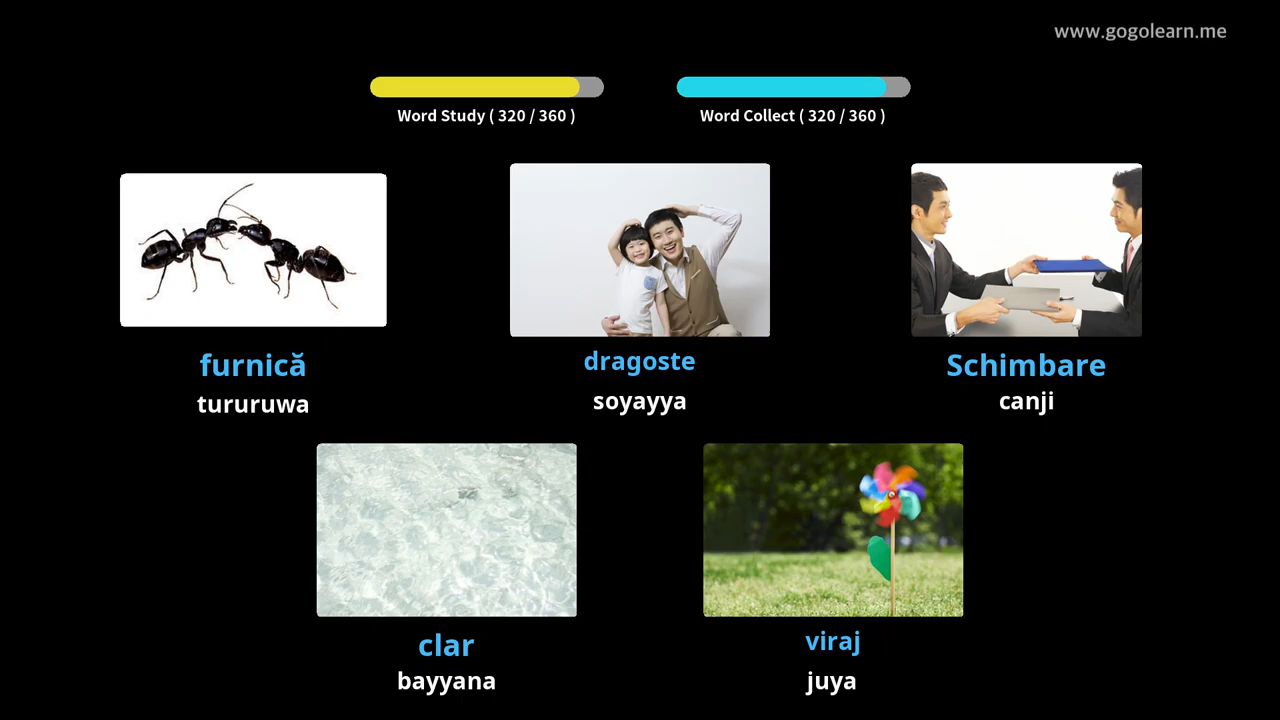 www.gogolearn.me
Word Study ( 320 / 360 )
Word Collect ( 320 / 360 )
furnică
tururuwa
dragoste
soyayya
Schimbare
canji
clar
bayyana
viraj
juya